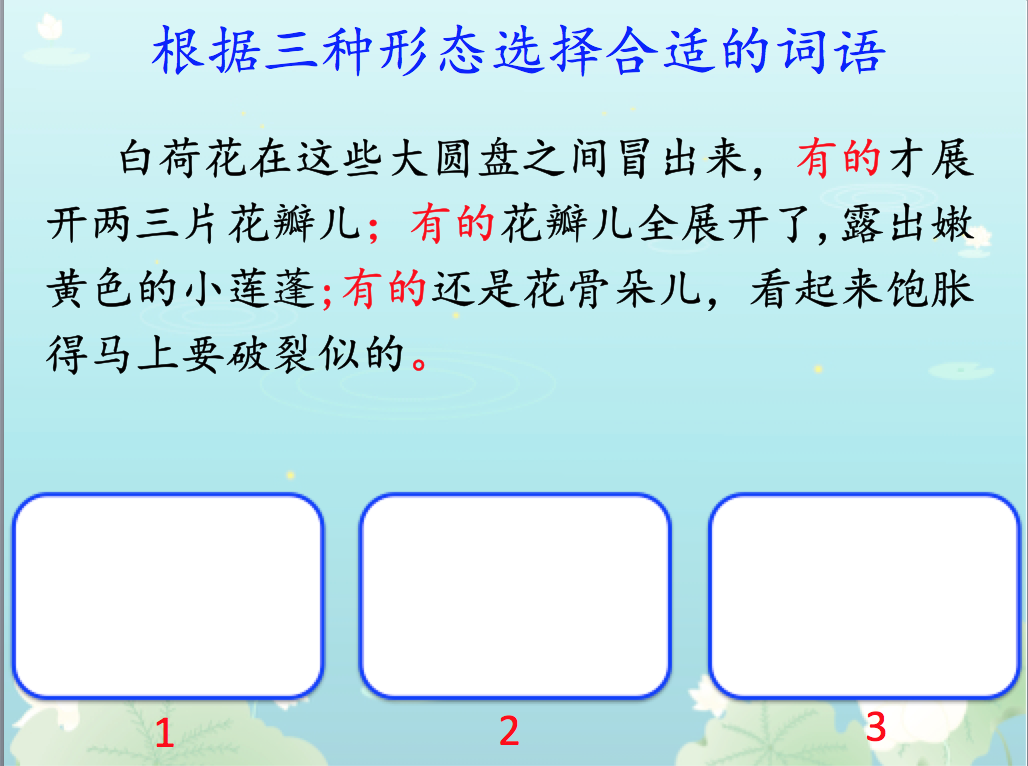 根据三种形态选择合适的词语
白荷花在这些大圆盘之间冒出来，有的才展
开两三片花瓣儿；有的花瓣儿全展开了,露出嫩
黄色的小莲蓬;有的还是花骨朵儿，看起来饱胀
得马上要破裂似的。
1 2 3